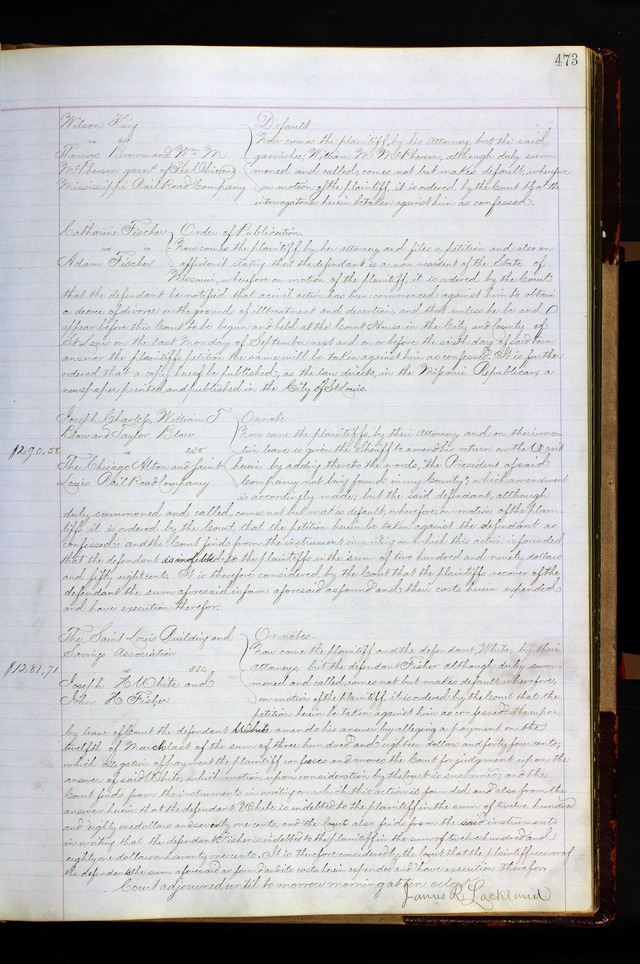 473
Wilson King
Default.
vs
Now comes the plaintiff, by his Attorney, but the said
Thomas Brown and Wm M
garnishee, William M McPherson, although duly sum-
McPherson garnt of The Ohio and
moned and called, comes not but makes default, wherefore
Mississippi Rail Road Company
on motion of the plaintiff it is ordered by the Court that the
interrogatories herein be taken against him as confessed.
Catharine Fischer
Order of Publication.
vs
Now comes the plaintiff by her attorney and files a petition and also an
Adam Fischer
affidavit stating that the defendant is a non resident of the State of
Missouri, wherefore on motion of the plaintiff, it is ordered by the Court
that the defendant be notified that a civil action has been commenced against him to obtain
a decree of divorce on the grounds of illtreatment and desertion, and that unless he be and
appear before this Court to be begun and held at the Court House in the City and County of
St Louis on the last Monday of September next and on or before the sixth day of said term
answer the plaintiffs petition the same will be taken against him as confessed. It is further
ordered that a copy hereof be published, as the law directs, in the Missouri Republican, a
newspaper printed and published in the City of St Louis.
Joseph Charless, William T
On note.
Blow and Taylor Blow
Now come the plaintiffs, by their Attorney and on their mo-
$290,58
tion leave is given the Sheriff to amend his return on the writ
The Chicago Alton and Saint
herein by adding thereto the words, "the President of said
Louis Rail Road Company
Company not being found in my County," which amendment
is accordingly made; but the said defendant, although
duly summoned and called, comes not but makes default, wherefore, on motion of the plain-
tiffs it is ordered by the Court that the petition herein be taken against the defendant as
confessed; and the Court finds from the instrument in writing on which this action is founded
that the defendant is indebted to the plaintiffs in the sum of two hundred and ninety dollars
and fifty eight cents. It is therefore considered by the Court that the plaintiffs recover of the
defendant the sum aforesaid in form aforesaid as found and their costs herein expended
and have execution therefor.
The Saint Louis Building and
On notes.
Savings Association
Now come the plaintiff and the defendant White, by their
$1281,71
attorneys, but the defendant Fisher although duly sum-
Joseph H White and
moned and called, comes not but makes default wherefore,
John H Fisher
on motion of the plaintiff, it is ordered by the Court that the
petition herein be taken against him as confessed; thereupon
by leave of Court the defendant White amends his answer by alleging a payment on the
twelfth of March last of the sum of three hundred and eighteen dollars and forty four cents;
which allegation of payment the plaintiff confesses and moves the Court for judgment upon the
answer of said White, which motion, upon consideration by the Court is sustained; and the
Court finds from the instruments in writing on which this action is founded and also from the
answer herein that the defendant White is indebted to the plaintiff in the sum of twelve hundred
and eighty one dollars and seventy one cents, and the Court also finds from the said instruments
in writing that the defendant Fisher is indebted to the plaintiff in the sum of twelve hundred and
eighty one dollars and seventy one cents. It is therefore considered by the Court that the plaintiff recover of
the defendants the sum aforesaid as found and its costs herein expended and have execution therefor.
Court adjourned until tomorrow morning at ten oclock.
James R Lackland